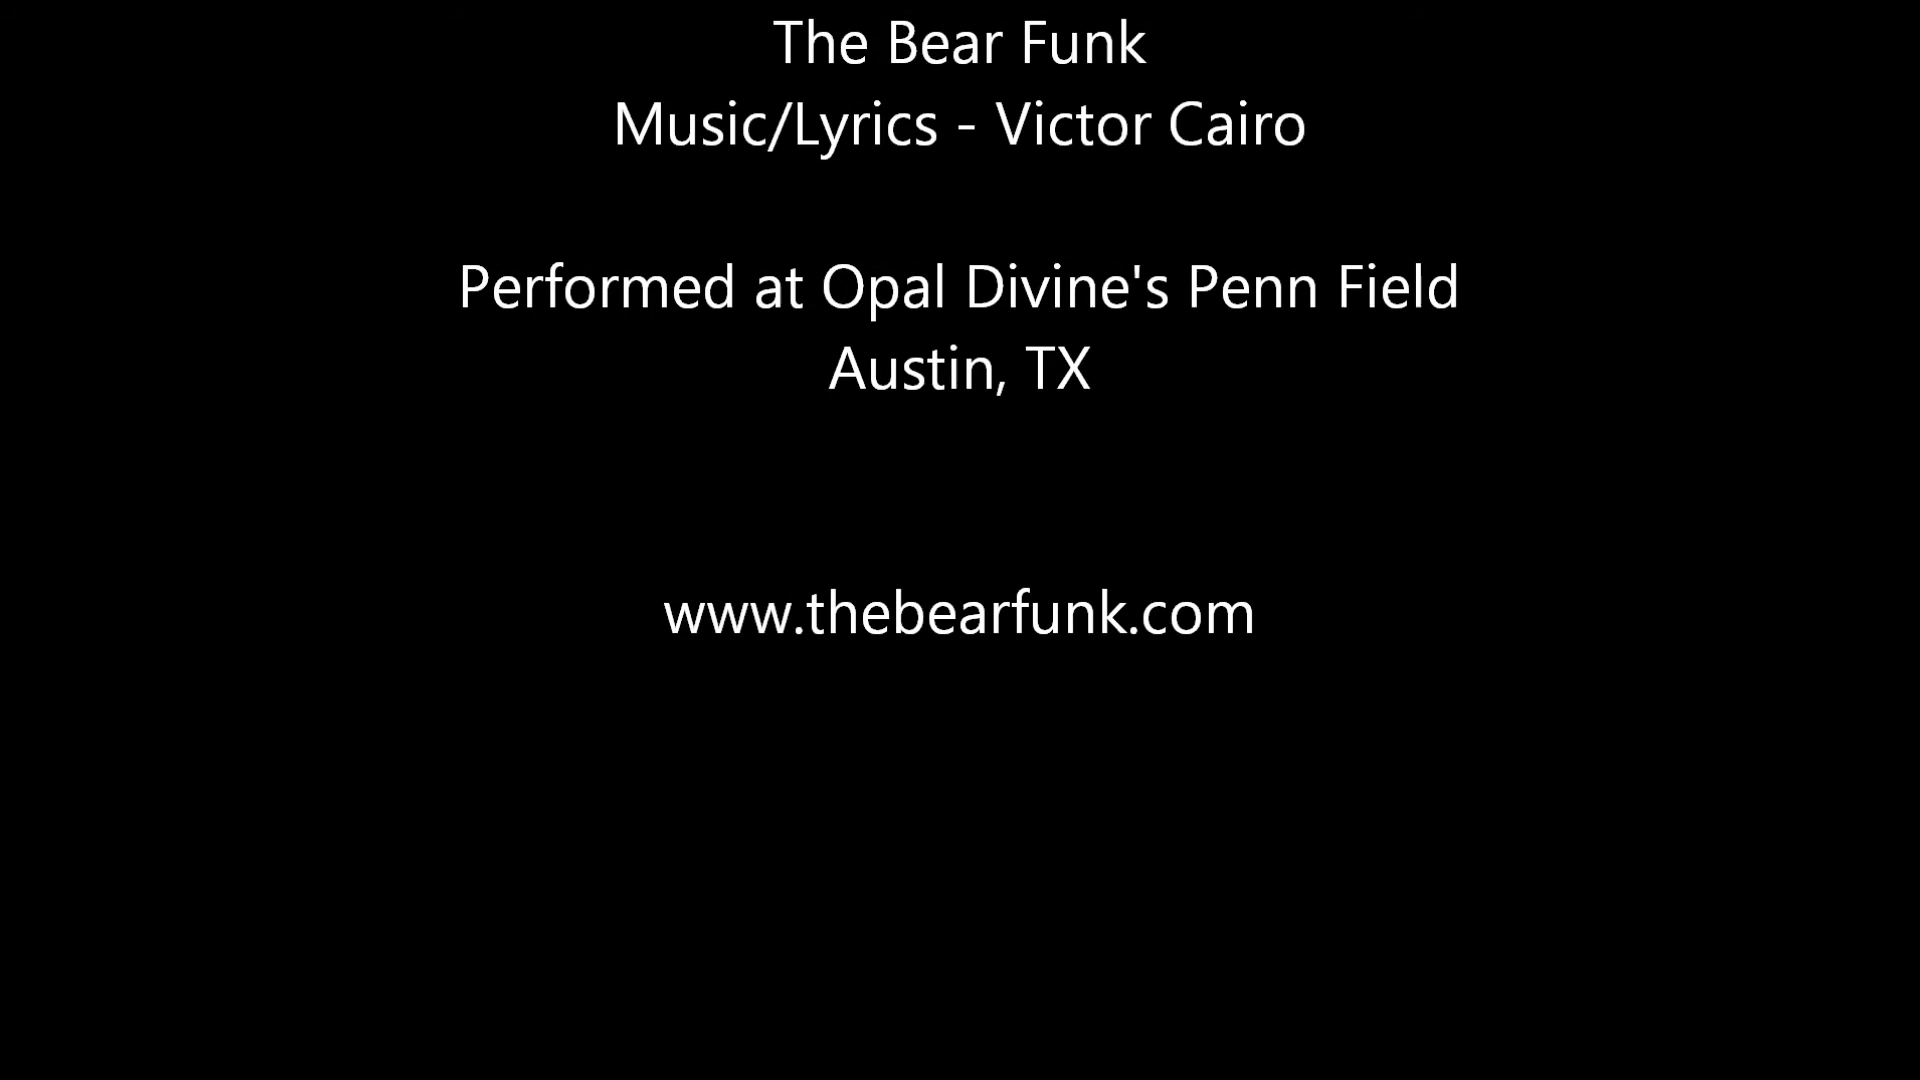 The Bear Funk
Music/Lyrics - Victor Cairo
Performed at Opal Divine's Penn Field
Austin, TX
www.thebearfunk.com